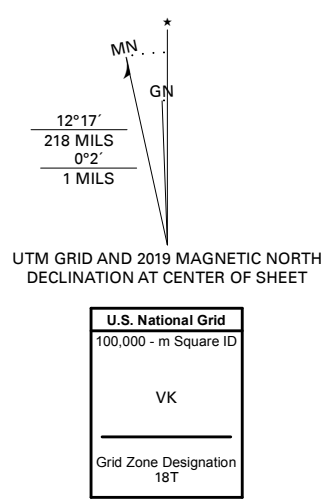 ★
MN
GN
12°17´
218 MILS
0°2´
1 MILS
UTM GRID AND 2019 MAGNETIC NORTH
DECLINATION AT CENTER OF SHEET
U.S. National Grid
100,000 - m Square ID
VK
Grid Zone Designation
18T